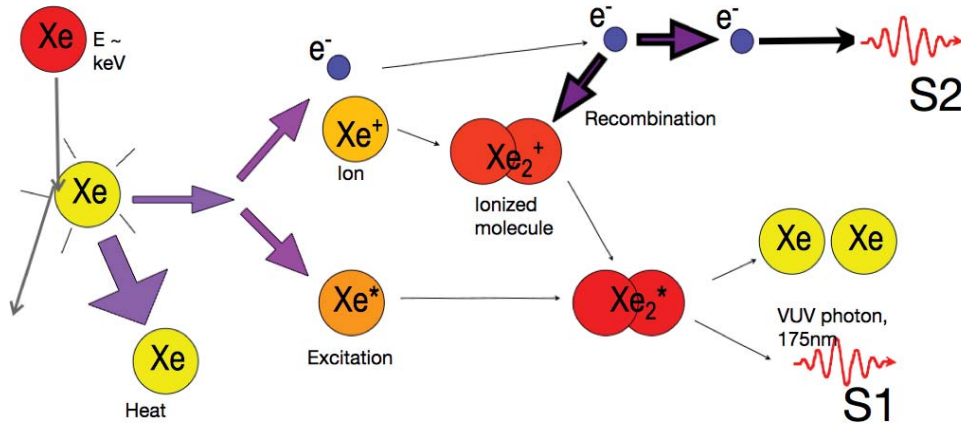 Xe
E ~
keV
e⁻
e⁻
e⁻
S2
Xe⁺
Ion
Recombination
Xe₂⁺
Ionized
molecule
Xe
Xe*
Excitation
Xe₂*
Xe
Xe
VUV photon,
175nm
S1
Xe
Heat